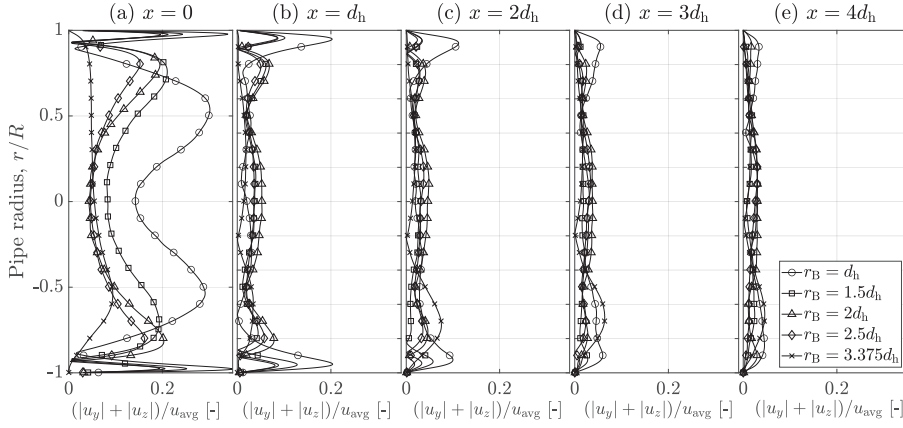 (a) x = 0
(b) x = d_h
(c) x = 2d_h
(d) x = 3d_h
(e) x = 4d_h
Pipe radius, r/R
1
0.5
0
-0.5
-1
r_B = d_h
r_B = 1.5d_h
r_B = 2d_h
r_B = 2.5d_h
r_B = 3.375d_h
0 0.2 0 0.2 0 0.2 0 0.2 0 0.2
(|u_y| + |u_z|)/u_avg [-]
(|u_y| + |u_z|)/u_avg [-]
(|u_y| + |u_z|)/u_avg [-]
(|u_y| + |u_z|)/u_avg [-]
(|u_y| + |u_z|)/u_avg [-]